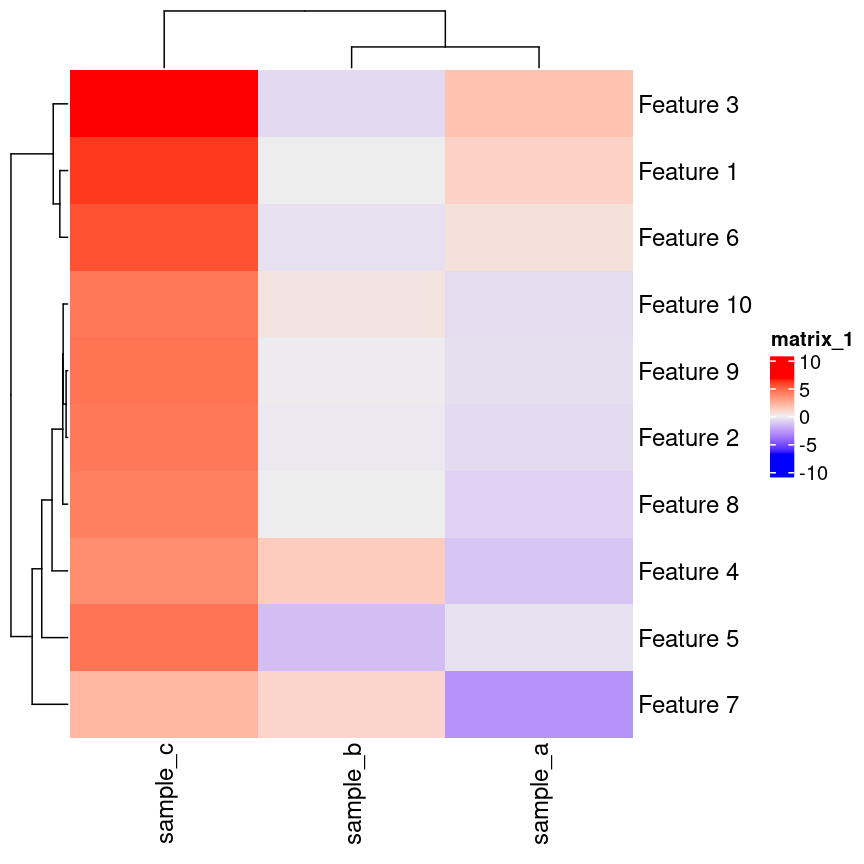 Feature 3
Feature 1
Feature 6
Feature 10
Feature 9
Feature 2
Feature 8
Feature 4
Feature 5
Feature 7
matrix_1
10
5
0
-5
-10
sample_c
sample_b
sample_a